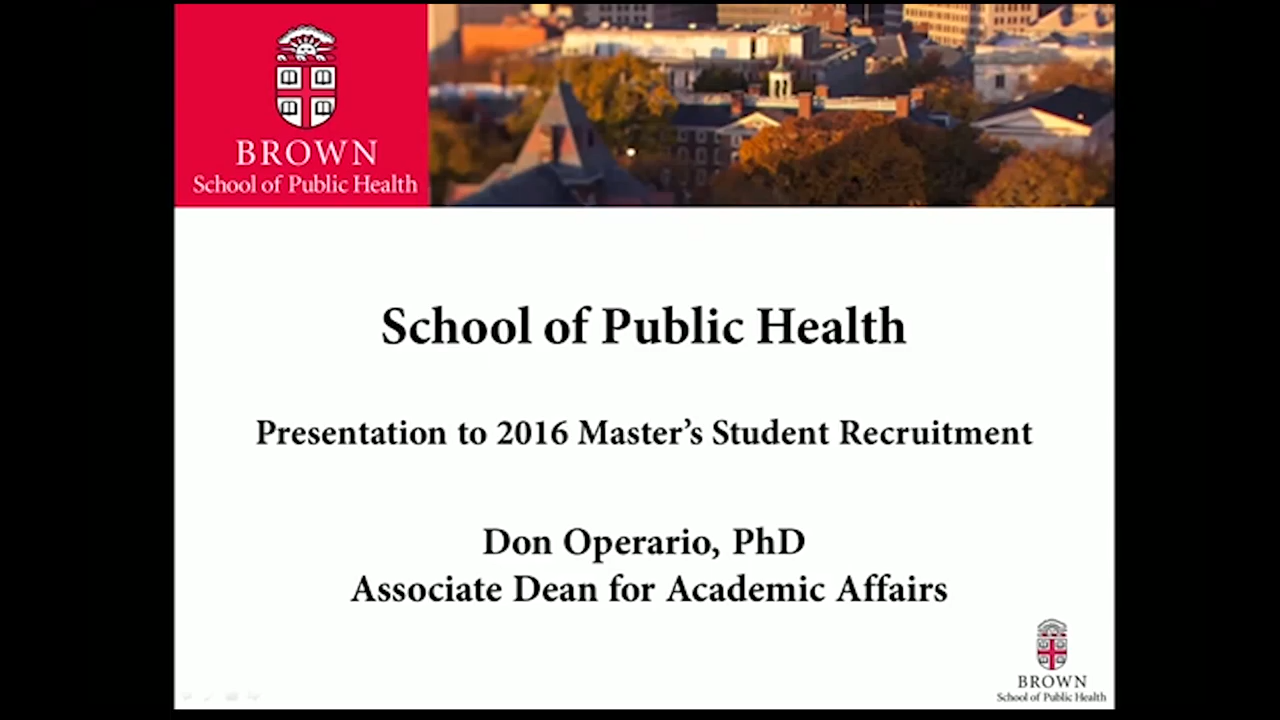 BROWN
School of Public Health
School of Public Health
Presentation to 2016 Master's Student Recruitment
Don Operario, PhD
Associate Dean for Academic Affairs
BROWN
School of Public Health